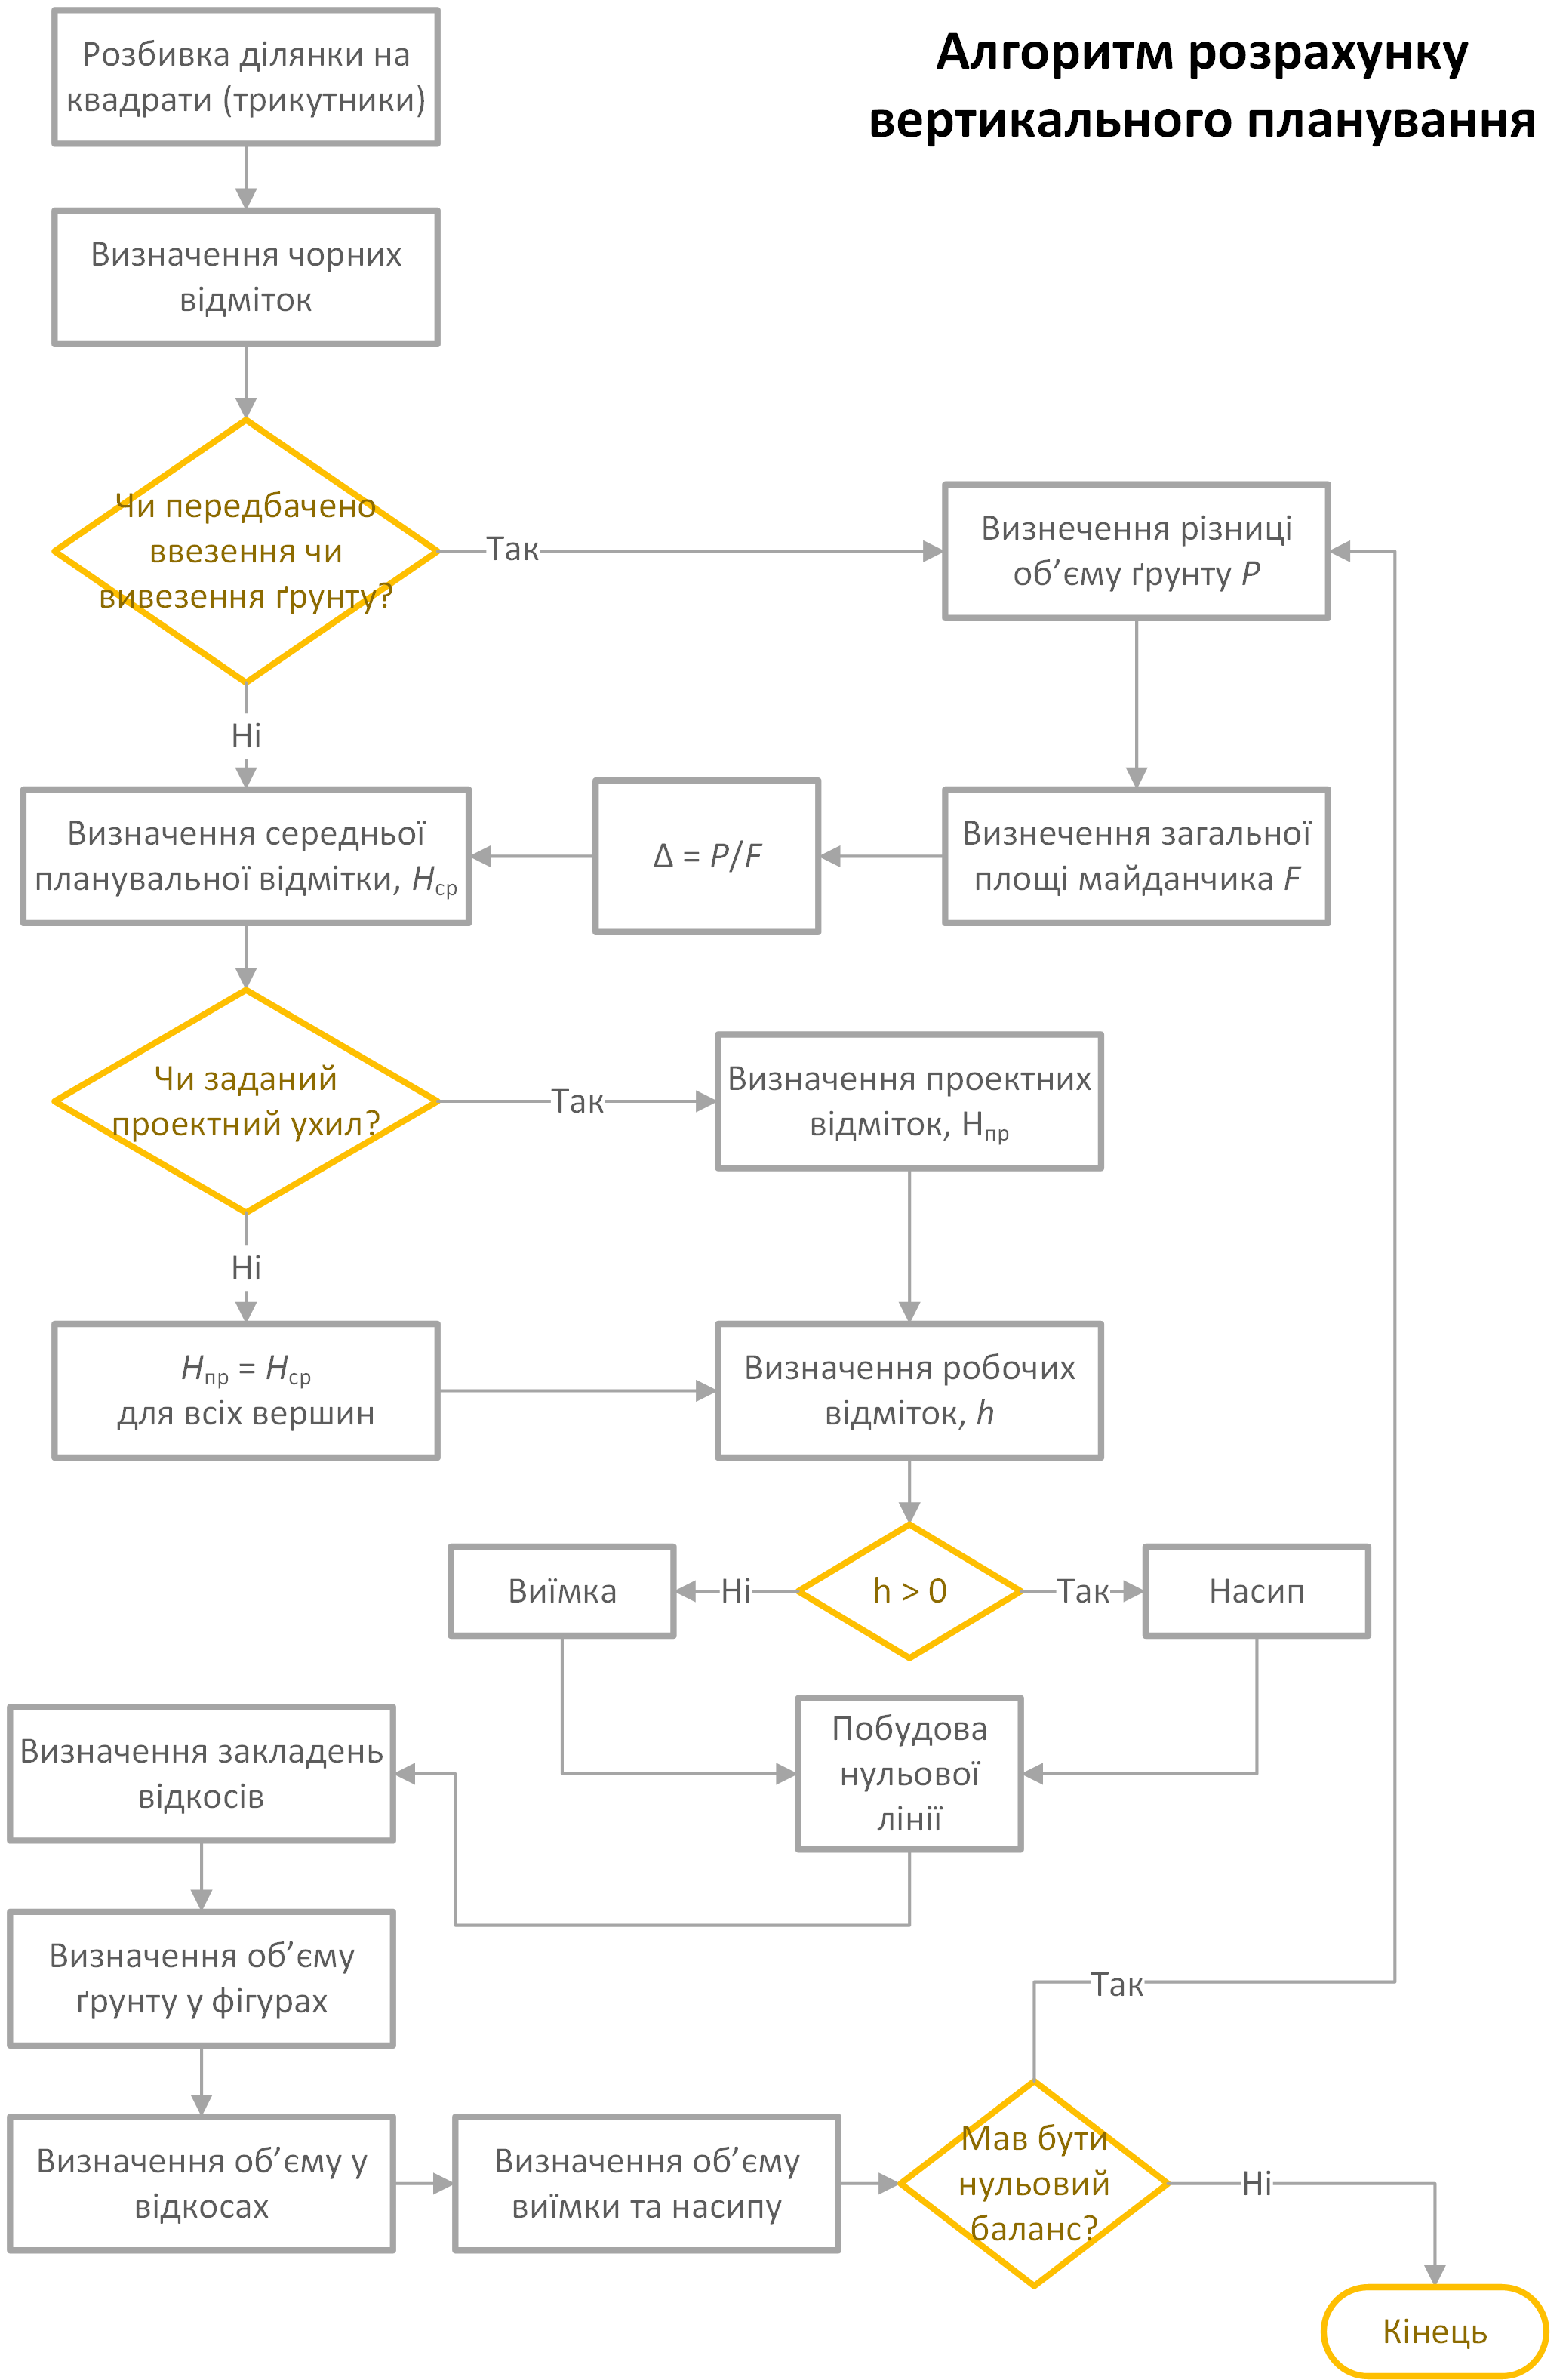 Алгоритм розрахунку
вертикального планування
Розбивка ділянки на
квадрати (трикутники)
Визначення чорних
відміток
Чи передбачено
ввезення чи
вивезення ґрунту?
Так
Визнечення різниці
об’єму ґрунту P
Ні
Визначення середньої
планувальної відмітки, Hср
Δ = P/F
Визнечення загальної
площі майданчика F
Чи заданий
проектний ухил?
Так
Визначення проектних
відміток, Нпр
Ні
Hпр = Hср
для всіх вершин
Визначення робочих
відміток, h
Виїмка
Ні
h > 0
Так
Насип
Побудова
нульової
лінії
Визначення закладень
відкосів
Визначення об’єму
ґрунту у фігурах
Так
Визначення об’єму у
відкосах
Визначення об’єму
виїмки та насипу
Мав бути
нульовий
баланс?
Ні
Кінець